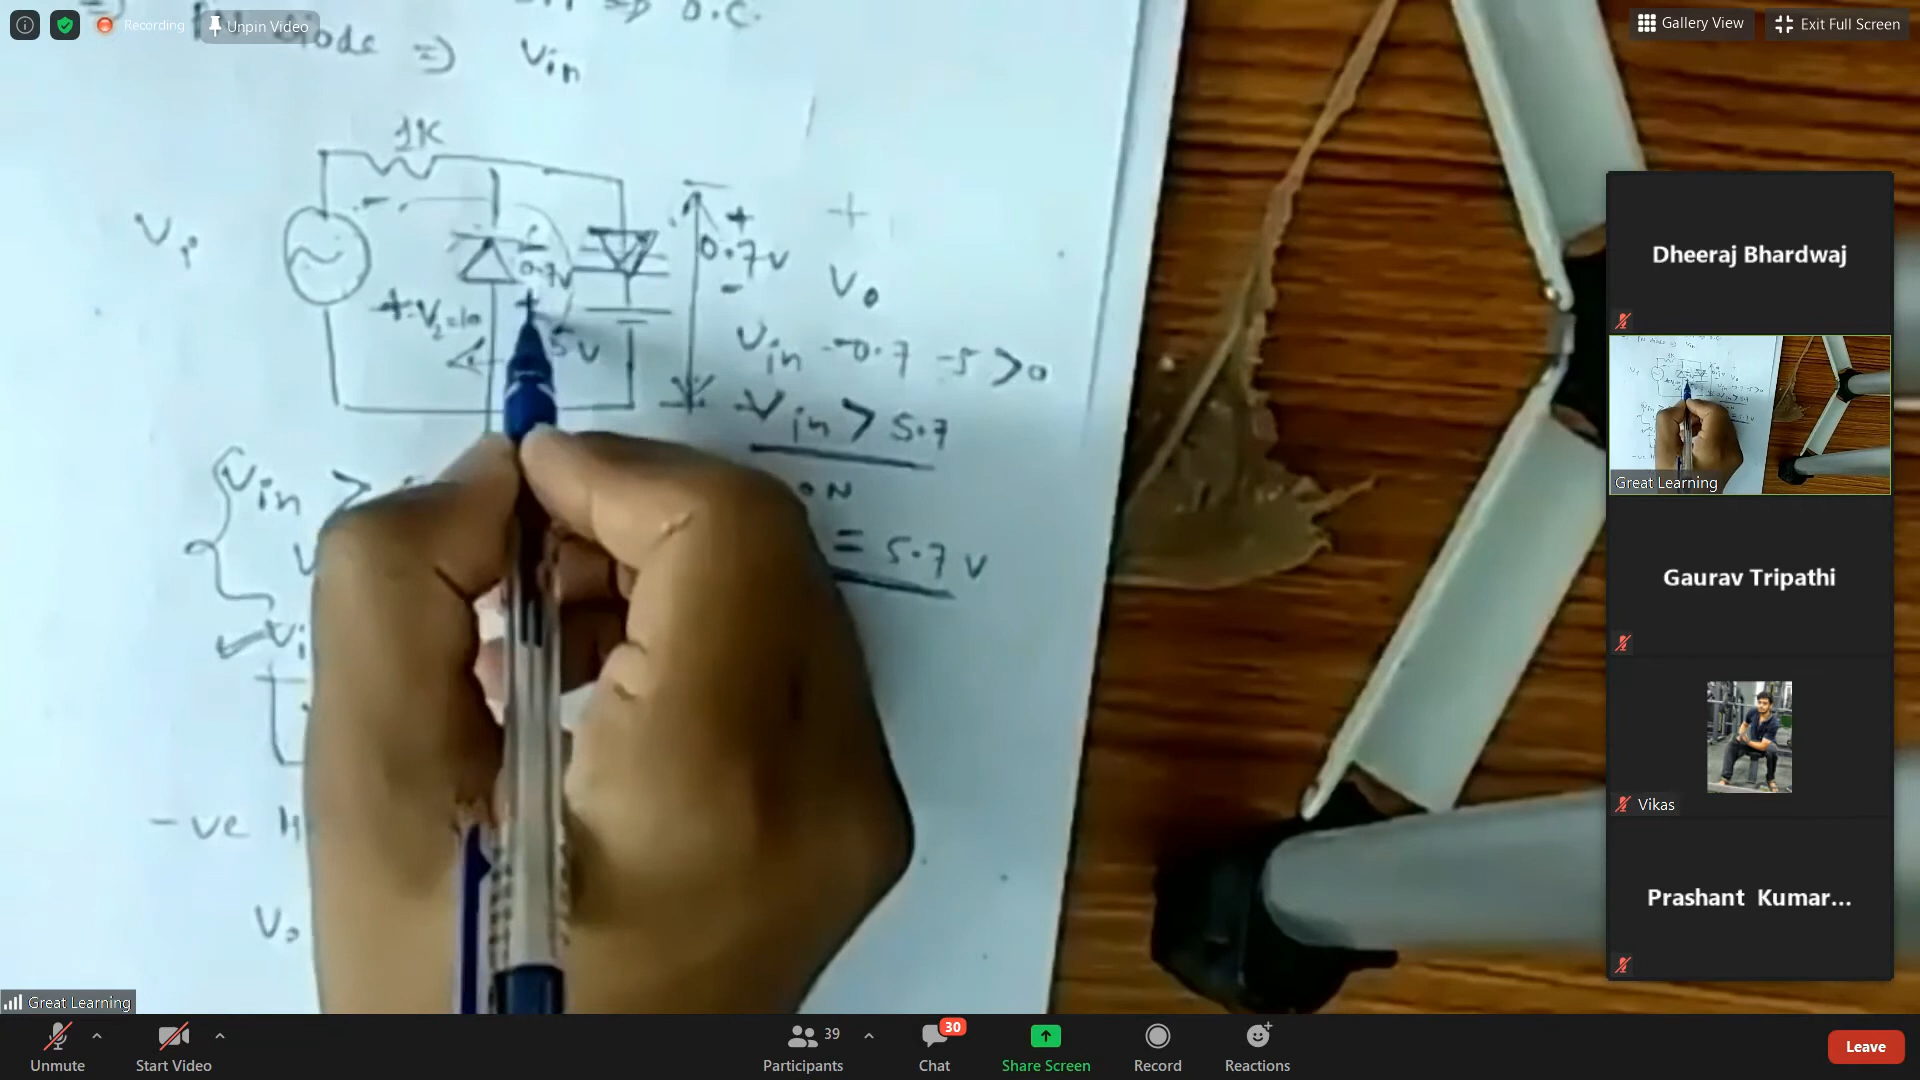 Recording
Unpin Video
Gallery View
Exit Full Screen
D.C.
diode => Vin
1K
Vi
0.7V
+
0.7V
-
+
Vo
5V
Vin - 0.7 - 5 > 0
Vin > 5.7
ON
= 5.7 V
Vin >
-ve H
Vo
Dheeraj Bhardwaj
Great Learning
Gaurav Tripathi
Vikas
Prashant Kumar...
Great Learning
Unmute
Start Video
39
Participants
30
Chat
Share Screen
Record
Reactions
Leave